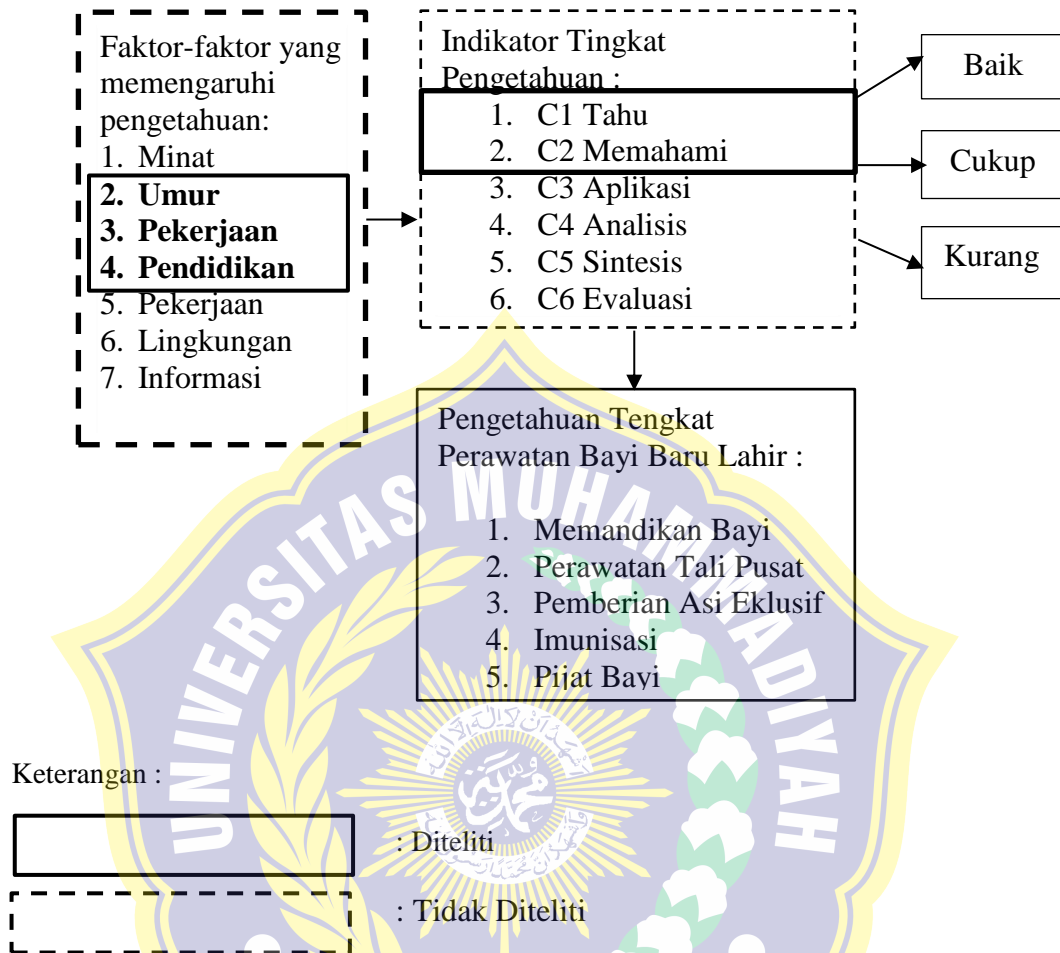 Faktor-faktor yang
memengaruhi
pengetahuan:
1. Minat
2. Umur
3. Pekerjaan
4. Pendidikan
5. Pekerjaan
6. Lingkungan
7. Informasi
Indikator Tingkat
Pengetahuan :
1. C1 Tahu
2. C2 Memahami
3. C3 Aplikasi
4. C4 Analisis
5. C5 Sintesis
6. C6 Evaluasi
Baik
Cukup
Kurang
Pengetahuan Tengkat
Perawatan Bayi Baru Lahir :
1. Memandikan Bayi
2. Perawatan Tali Pusat
3. Pemberian Asi Eklusif
4. Imunisasi
5. Pijat Bayi
Keterangan :
: Diteliti
: Tidak Diteliti
UNIVERSITAS MUHAMMADIYAH